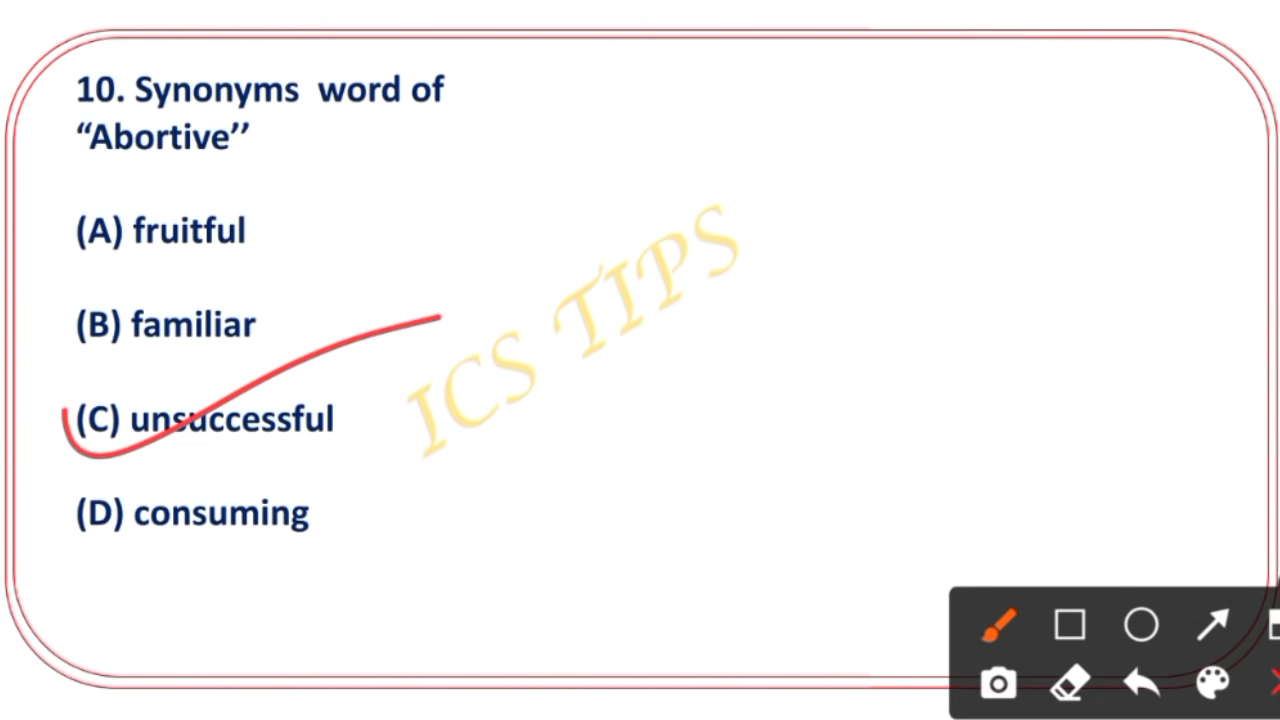 10. Synonyms  word of
“Abortive’’
(A) fruitful
(B) familiar
(C) unsuccessful
(D) consuming
ICS TIPS